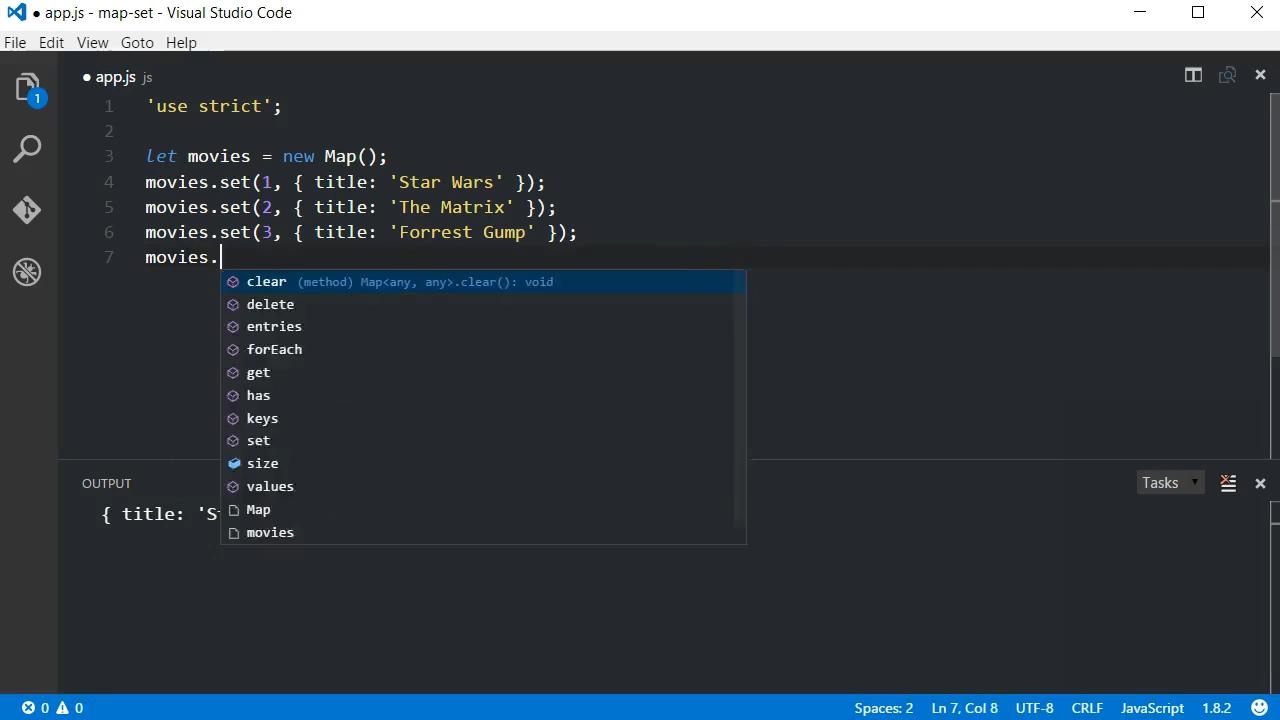 ● app.js - map-set - Visual Studio Code
File Edit View Goto Help
● app.js js
1 'use strict';
2
3 let movies = new Map();
4 movies.set(1, { title: 'Star Wars' });
5 movies.set(2, { title: 'The Matrix' });
6 movies.set(3, { title: 'Forrest Gump' });
7 movies.
clear (method) Map<any, any>.clear(): void
delete
entries
forEach
get
has
keys
set
size
values
Map
movies
1
OUTPUT
Tasks
{ title: 'St
0 0
Spaces: 2 Ln 7, Col 8 UTF-8 CRLF JavaScript 1.8.2